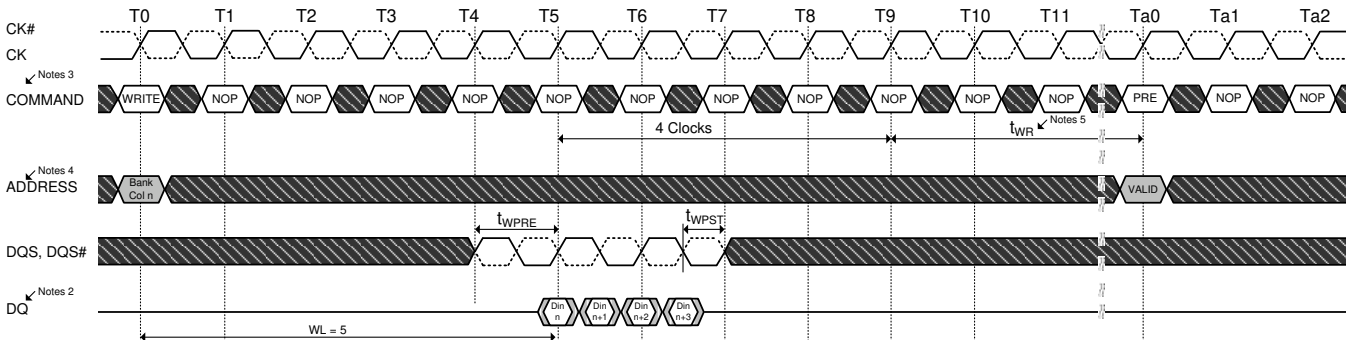 T0 T1 T2 T3 T4 T5 T6 T7 T8 T9 T10 T11 Ta0 Ta1 Ta2
CK#
CK
Notes 3
COMMAND WRITE NOP NOP NOP NOP NOP NOP NOP NOP NOP NOP NOP PRE NOP NOP
4 Clocks tWR Notes 5
Notes 4
ADDRESS Bank Col n VALID
tWPRE tWPST
DQS, DQS#
Notes 2
DQ Din n Din n+1 Din n+2 Din n+3
WL = 5